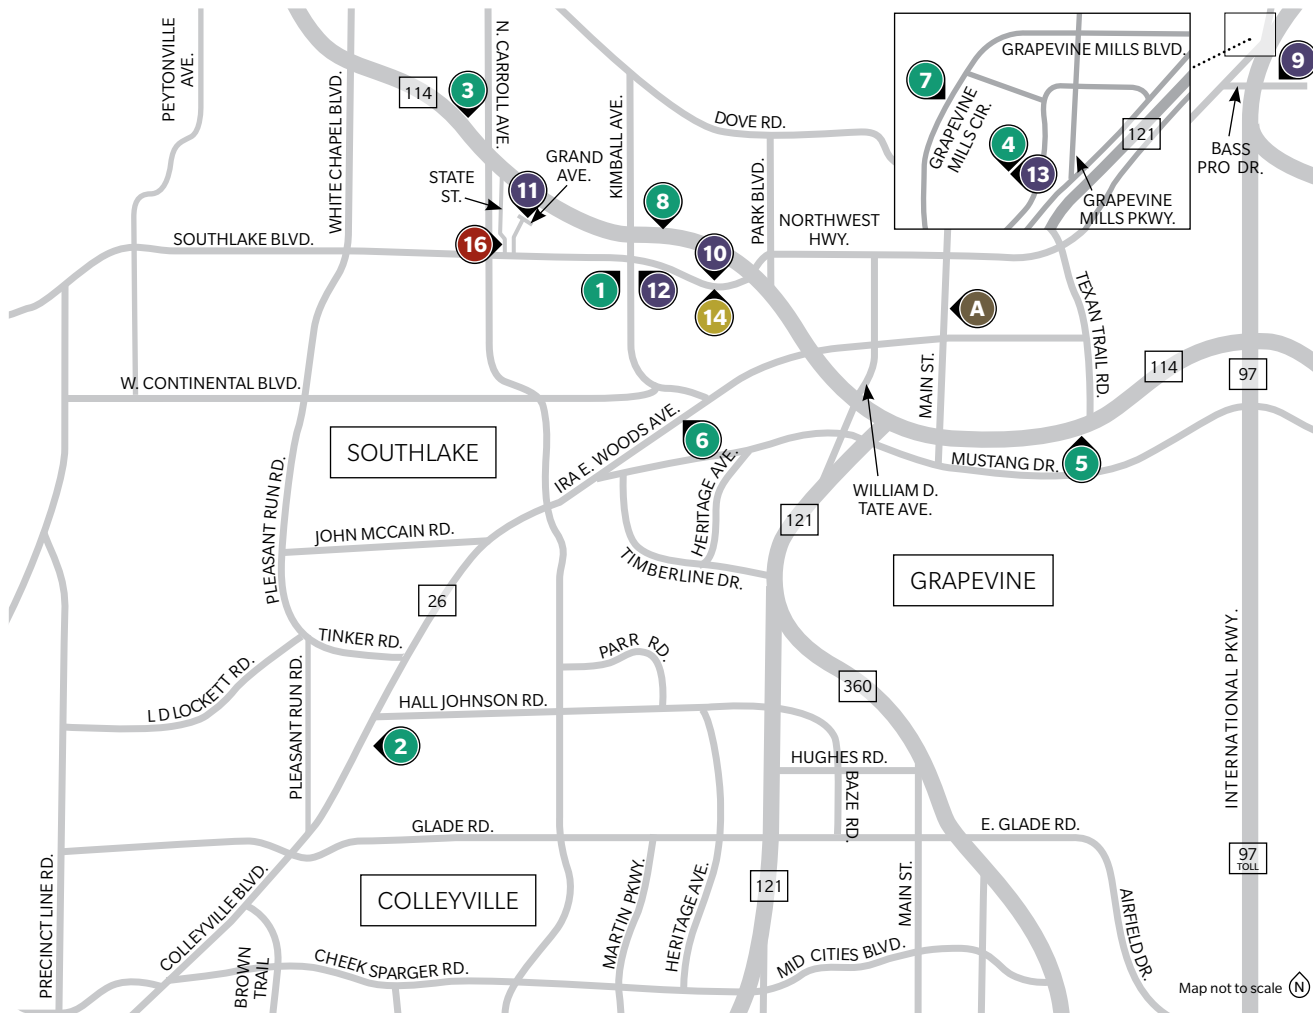 PEYTONVILLE
AVE.
WHITE CHAPEL BLVD.
N. CARROLL AVE.
114
3
KIMBALL AVE.
DOVE RD.
GRAPEVINE MILLS BLVD.
7
GRAPEVINE
MILLS CIR.
4
13
121
GRAPEVINE
MILLS PKWY.
9
BASS
PRO DR.
STATE
ST.
GRAND
AVE.
11
8
PARK BLVD.
NORTHWEST
HWY.
SOUTHLAKE BLVD.
16
10
1
12
14
A
TEXAN TRAIL RD.
MAIN ST.
114
97
W. CONTINENTAL BLVD.
SOUTHLAKE
IRA E. WOODS AVE.
6
HERITAGE AVE.
MUSTANG DR.
5
WILLIAM D.
TATE AVE.
PLEASANT RUN RD.
JOHN MCCAIN RD.
121
TIMBERLINE DR.
GRAPEVINE
26
TINKER RD.
PARR RD.
INTERNATIONAL PKWY.
L D LOCKETT RD.
PLEASANT RUN RD.
HALL JOHNSON RD.
360
2
HUGHES RD.
BAZE RD.
GLADE RD.
E. GLADE RD.
97
TOLL
PRECINCT LINE RD.
COLLEYVILLE BLVD.
COLLEYVILLE
MARTIN PKWY.
HERITAGE AVE.
121
MAIN ST.
AIRFIELD DR.
BROWN
TRAIL
CHEEK SPARGER RD.
MID CITIES BLVD.
Map not to scale N